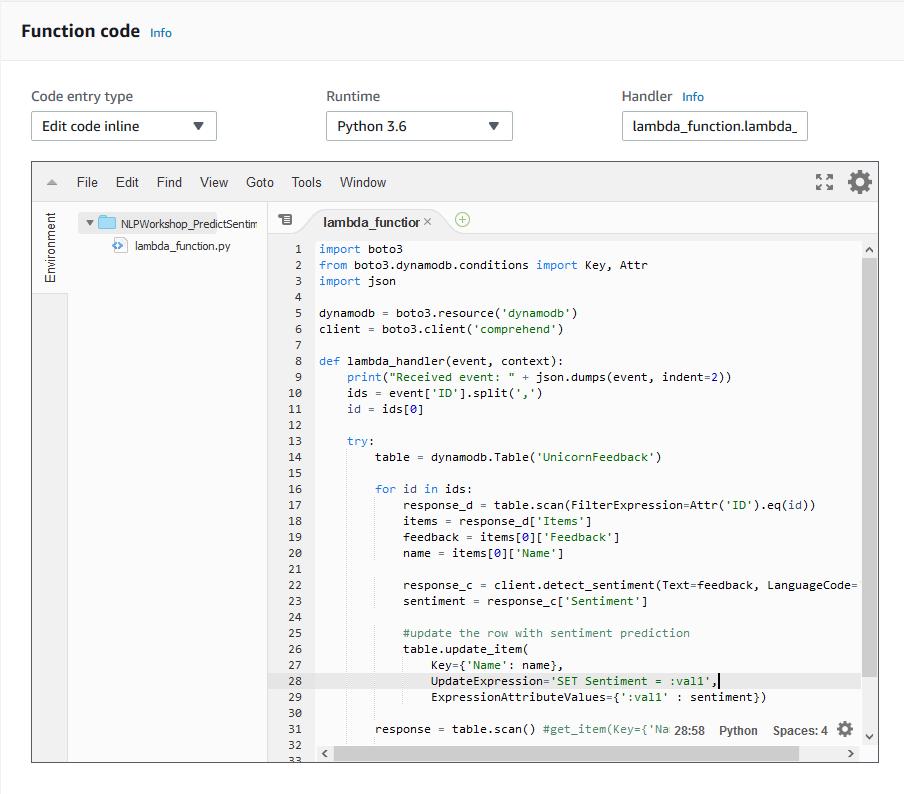 Function code Info
Code entry type Runtime Handler Info
Edit code inline Python 3.6 lambda_function.lambda_
File Edit Find View Goto Tools Window
Environment
NLPWorkshop_PredictSentim
lambda_function.py
lambda_function ×
1 import boto3
2 from boto3.dynamodb.conditions import Key, Attr
3 import json
4
5 dynamodb = boto3.resource('dynamodb')
6 client = boto3.client('comprehend')
7
8 def lambda_handler(event, context):
9     print("Received event: " + json.dumps(event, indent=2))
10     ids = event['ID'].split(',')
11     id = ids[0]
12
13     try:
14         table = dynamodb.Table('UnicornFeedback')
15
16         for id in ids:
17             response_d = table.scan(FilterExpression=Attr('ID').eq(id))
18             items = response_d['Items']
19             feedback = items[0]['Feedback']
20             name = items[0]['Name']
21
22             response_c = client.detect_sentiment(Text=feedback, LanguageCode=
23             sentiment = response_c['Sentiment']
24
25             #update the row with sentiment prediction
26             table.update_item(
27                 Key={'Name': name},
28                 UpdateExpression='SET Sentiment = :val1',
29                 ExpressionAttributeValues={':val1' : sentiment})
30
31         response = table.scan() #get_item(Key={'Na
32
33
28:58 Python Spaces: 4